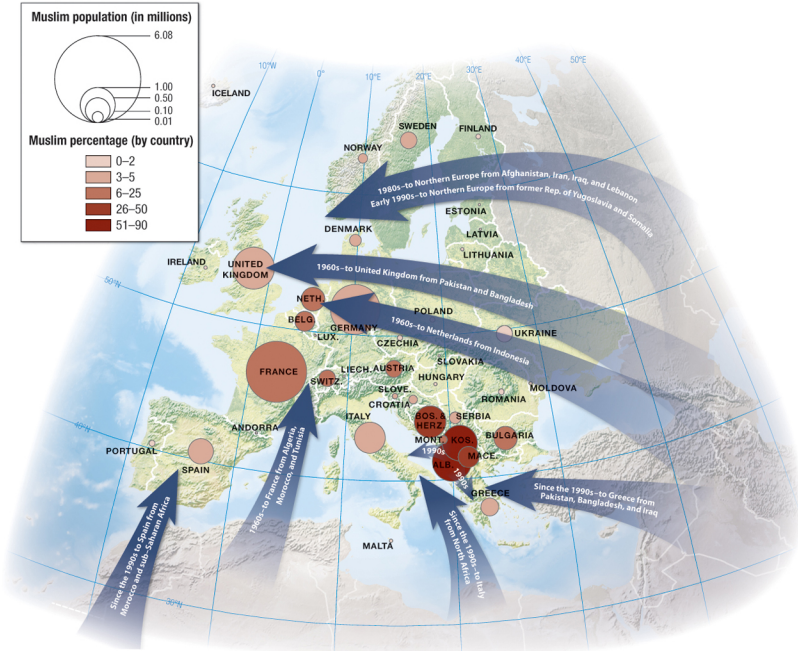 Muslim population (in millions)
6.08
1.00
0.50
0.10
0.01
Muslim percentage (by country)
0–2
3–5
6–25
26–50
51–90
10°W
0°
10°E
20°E
30°E
40°E
50°E
60°E
ICELAND
SWEDEN
FINLAND
NORWAY
1980s–to Northern Europe from Afghanistan, Iran, Iraq, and Lebanon
Early 1990s–to Northern Europe from former Rep. of Yugoslavia and Somalia
ESTONIA
DENMARK
LATVIA
LITHUANIA
IRELAND
UNITED
KINGDOM
1960s–to United Kingdom from Pakistan and Bangladesh
50°N
NETH.
BELG.
GERMANY
POLAND
1960s–to Netherlands from Indonesia
UKRAINE
LUX.
CZECHIA
SLOVAKIA
FRANCE
SWITZ.
LIECH.
AUSTRIA
HUNGARY
MOLDOVA
SLOVE.
CROATIA
ROMANIA
ITALY
BOS. &
HERZ.
SERBIA
ANDORRA
MONT.
KOS.
BULGARIA
40°N
PORTUGAL
SPAIN
1990s
ALB.
MACE.
1990s
GREECE
Since the 1990s–to Greece from
Pakistan, Bangladesh, and Iraq
1960s–to France from Algeria,
Morocco, and Tunisia
Since the 1990s to Spain from
Morocco and sub-Saharan Africa
Since the 1990s–to Italy
from North Africa
MALTA
30°N